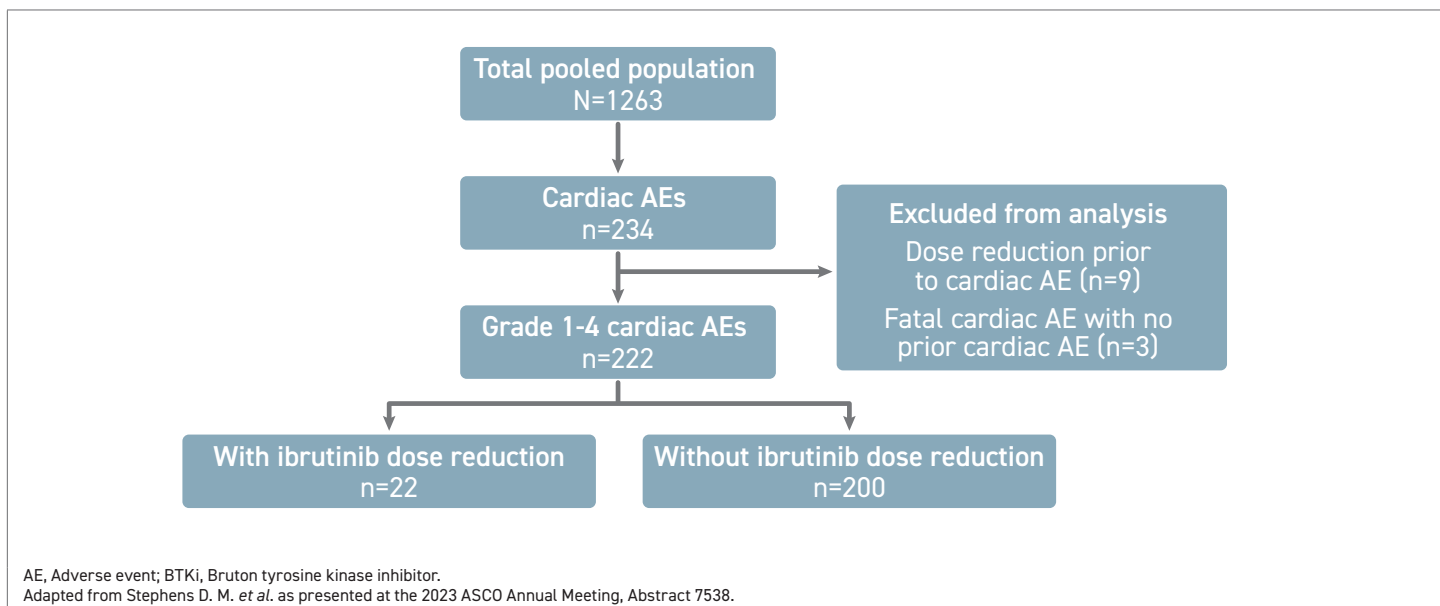 Total pooled population
N=1263
Cardiac AEs
n=234
Excluded from analysis
Dose reduction prior
to cardiac AE (n=9)
Fatal cardiac AE with no
prior cardiac AE (n=3)
Grade 1-4 cardiac AEs
n=222
With ibrutinib dose reduction
n=22
Without ibrutinib dose reduction
n=200
AE, Adverse event; BTKi, Bruton tyrosine kinase inhibitor.
Adapted from Stephens D. M. et al. as presented at the 2023 ASCO Annual Meeting, Abstract 7538.